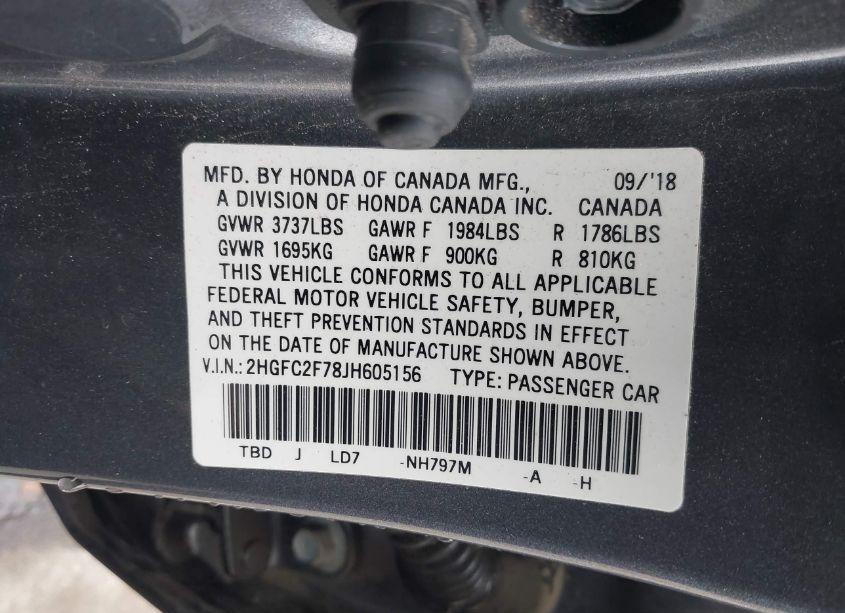 MFD. BY HONDA OF CANADA MFG., 09/'18
A DIVISION OF HONDA CANADA INC. CANADA
GVWR 3737LBS GAWR F 1984LBS R 1786LBS
GVWR 1695KG GAWR F 900KG R 810KG
THIS VEHICLE CONFORMS TO ALL APPLICABLE
FEDERAL MOTOR VEHICLE SAFETY, BUMPER,
AND THEFT PREVENTION STANDARDS IN EFFECT
ON THE DATE OF MANUFACTURE SHOWN ABOVE.
V.I.N.: 2HGFC2F78JH605156 TYPE: PASSENGER CAR
TBD J LD7 -NH797M -A -H